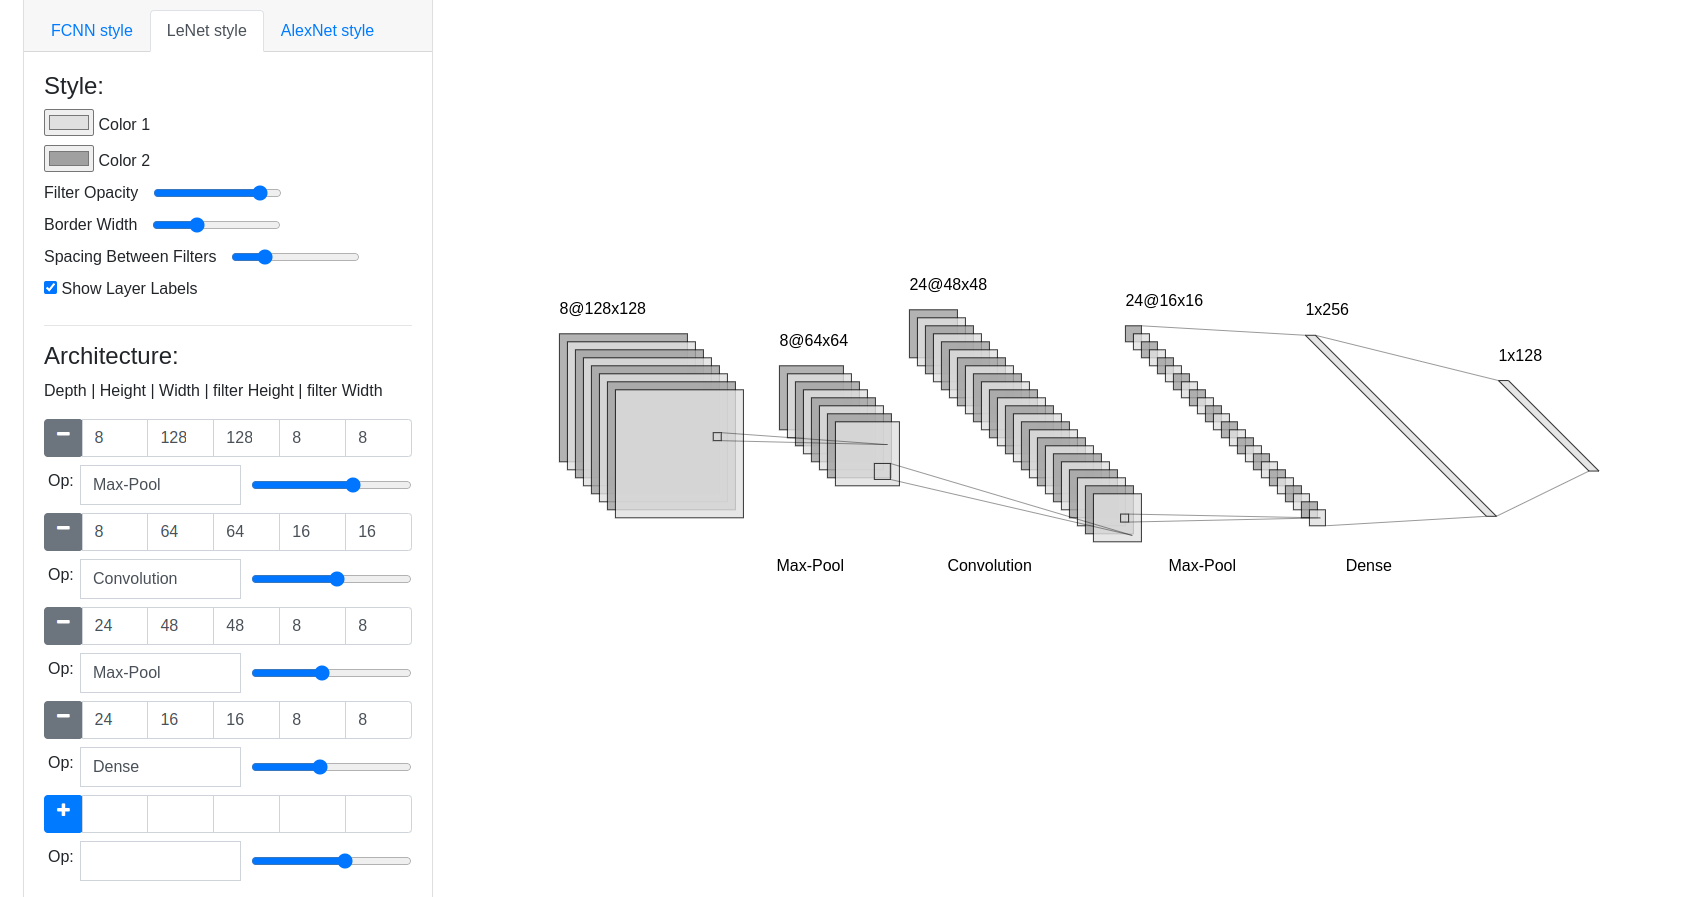 FCNN style LeNet style AlexNet style
Style:
Color 1
Color 2
Filter Opacity
Border Width
Spacing Between Filters
Show Layer Labels
Architecture:
Depth | Height | Width | filter Height | filter Width
8 128 128 8 8
Op: Max-Pool
8 64 64 16 16
Op: Convolution
24 48 48 8 8
Op: Max-Pool
24 16 16 8 8
Op: Dense
Op:
8@128x128
8@64x64
24@48x48
24@16x16
1x256
1x128
Max-Pool Convolution Max-Pool Dense